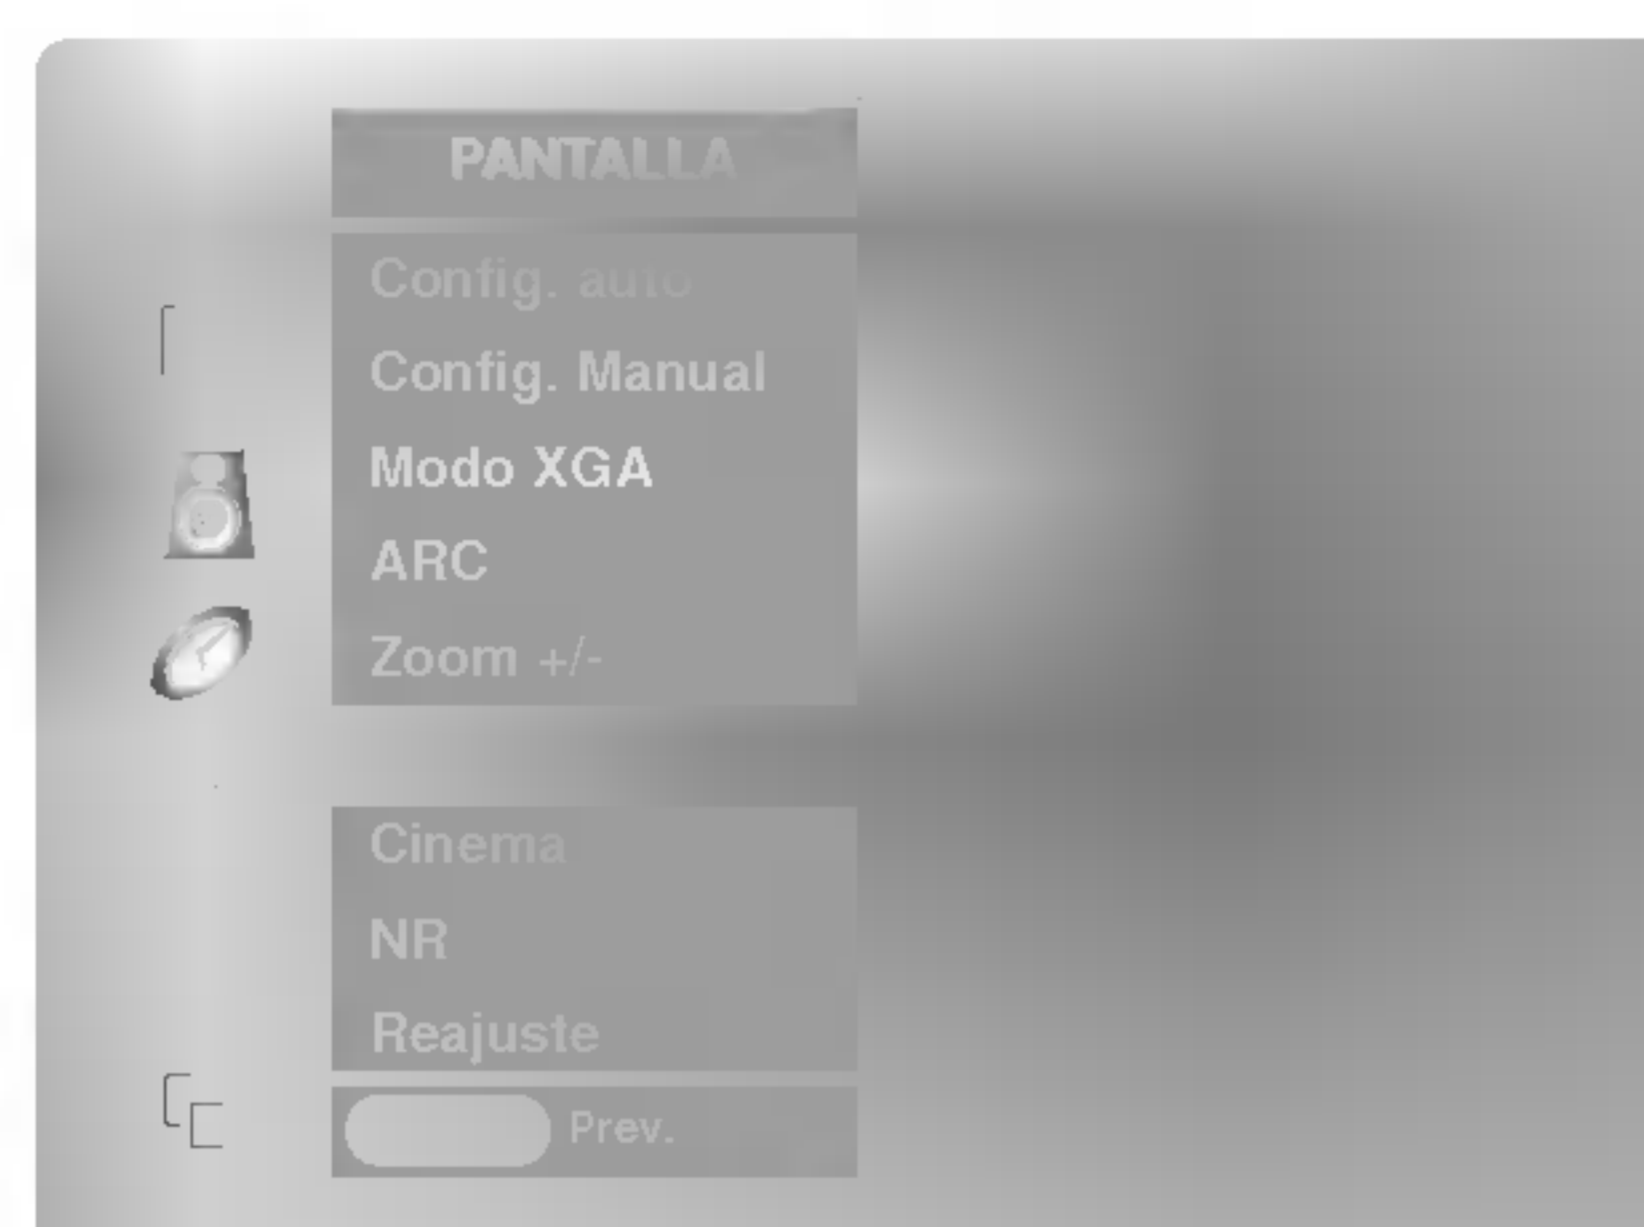 PANTALLA
Config. auto
Config. Manual
Modo XGA
ARC
Zoom +/-
Cinema
NR
Reajuste
Prev.